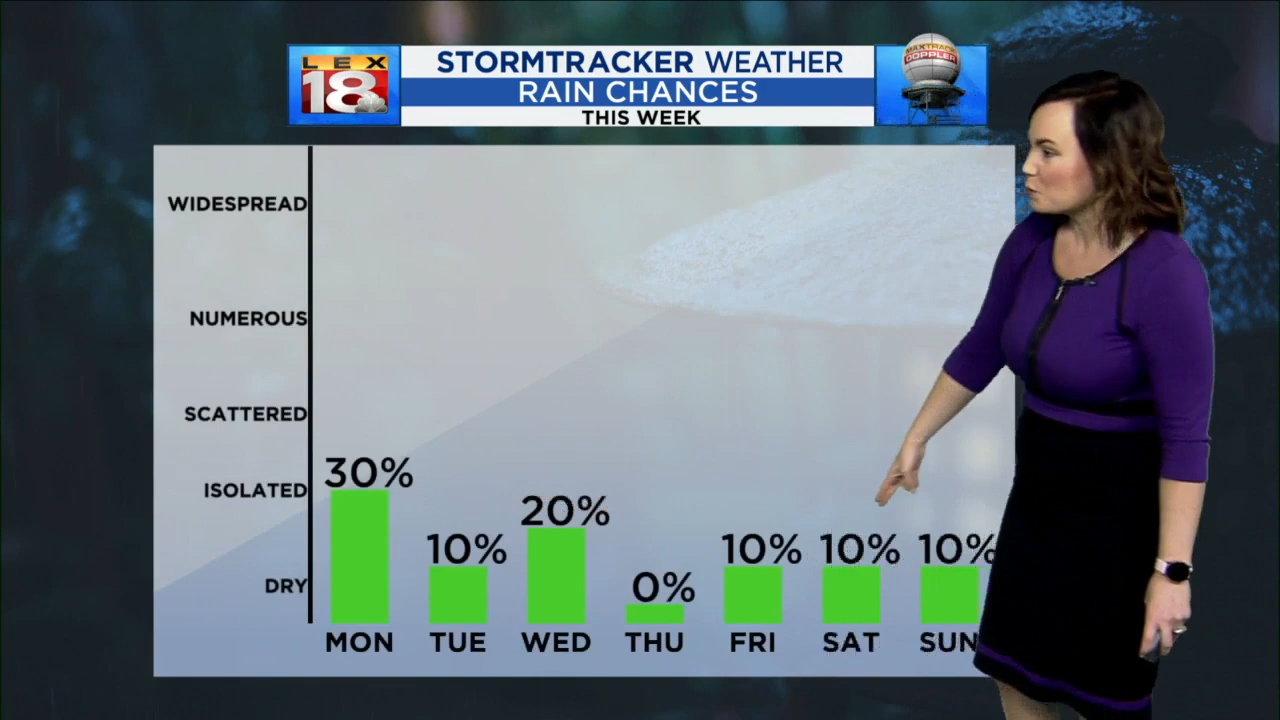 LEX
18
STORMTRACKER WEATHER
RAIN CHANCES
THIS WEEK
MAXTRACK
DOPPLER
WIDESPREAD
NUMEROUS
SCATTERED
ISOLATED
DRY
30%
10%
20%
0%
10%
10%
10%
MON
TUE
WED
THU
FRI
SAT
SUN